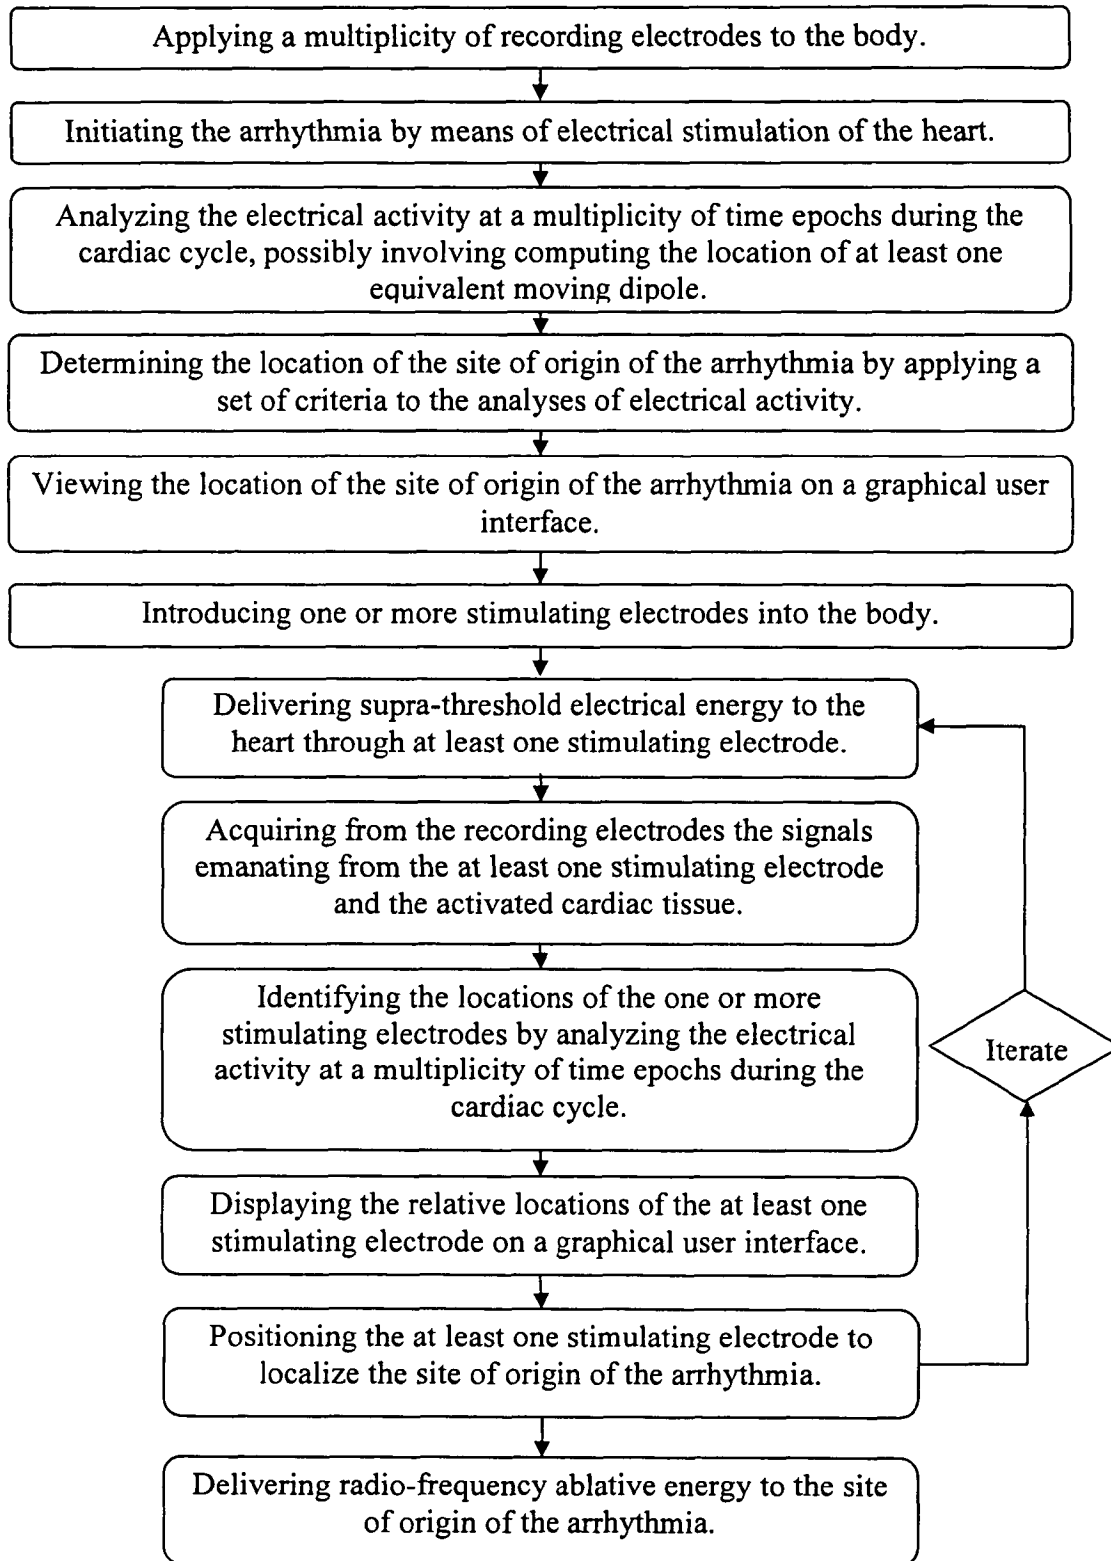 Applying a multiplicity of recording electrodes to the body.
Initiating the arrhythmia by means of electrical stimulation of the heart.
Analyzing the electrical activity at a multiplicity of time epochs during the
cardiac cycle, possibly involving computing the location of at least one
equivalent moving dipole.
Determining the location of the site of origin of the arrhythmia by applying a
set of criteria to the analyses of electrical activity.
Viewing the location of the site of origin of the arrhythmia on a graphical user
interface.
Introducing one or more stimulating electrodes into the body.
Delivering supra-threshold electrical energy to the
heart through at least one stimulating electrode.
Acquiring from the recording electrodes the signals
emanating from the at least one stimulating electrode
and the activated cardiac tissue.
Identifying the locations of the one or more
stimulating electrodes by analyzing the electrical
activity at a multiplicity of time epochs during the
cardiac cycle.
Iterate
Displaying the relative locations of the at least one
stimulating electrode on a graphical user interface.
Positioning the at least one stimulating electrode to
localize the site of origin of the arrhythmia.
Delivering radio-frequency ablative energy to the site
of origin of the arrhythmia.